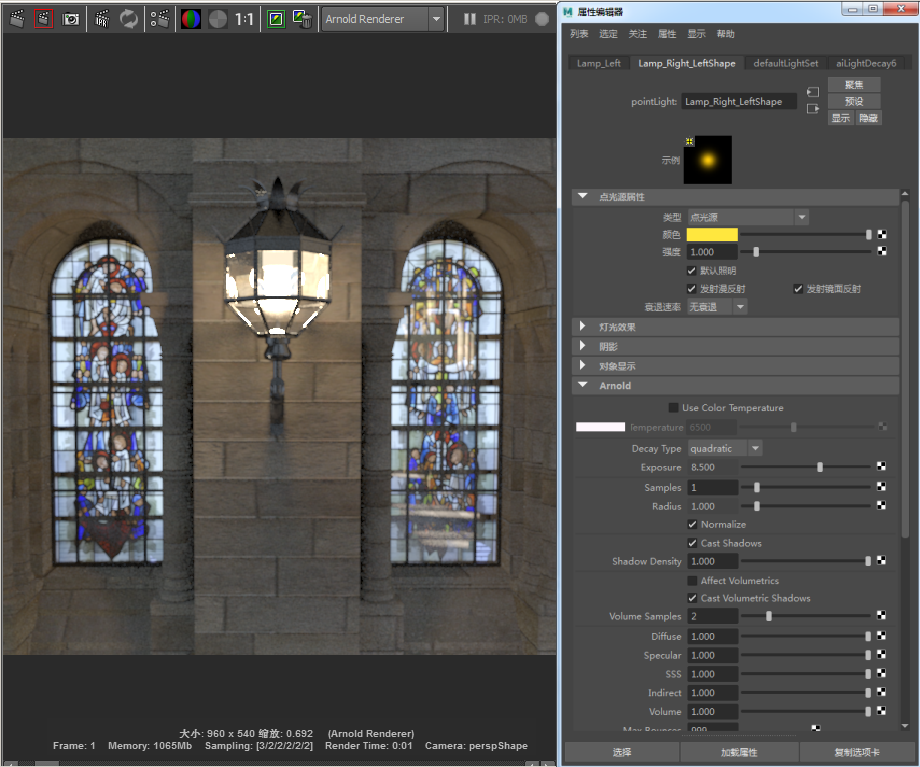 IPR
1:1
Arnold Renderer
IPR: 0MB
属性编辑器
列表 选定 关注 属性 显示 帮助
Lamp_Left Lamp_Right_LeftShape defaultLightSet aiLightDecay6
pointLight: Lamp_Right_LeftShape
聚焦
预设
显示 隐藏
示例
点光源属性
类型 点光源
颜色
强度 1.000
默认照明
发射漫反射 发射镜面反射
衰退速率 无衰退
灯光效果
阴影
对象显示
Arnold
Use Color Temperature
Temperature 6500
Decay Type quadratic
Exposure 8.500
Samples 1
Radius 1.000
Normalize
Cast Shadows
Shadow Density 1.000
Affect Volumetrics
Cast Volumetric Shadows
Volume Samples 2
Diffuse 1.000
Specular 1.000
SSS 1.000
Indirect 1.000
Volume 1.000
Max Bounces 999
选择 加载属性 复制选项卡
大小: 960 x 540 缩放: 0.692 (Arnold Renderer)
Frame: 1 Memory: 1065Mb Sampling: [3/2/2/2/2/2] Render Time: 0:01 Camera: perspShape